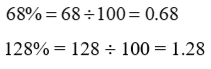 68% = 68 ÷ 100 = 0.68
128% = 128 ÷ 100 = 1.28